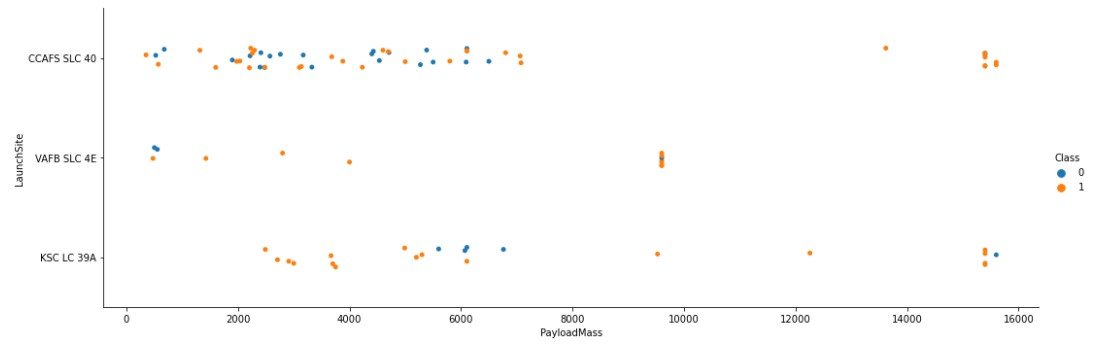 CCAFS SLC 40
VAFB SLC 4E
KSC LC 39A
LaunchSite
0 2000 4000 6000 8000 10000 12000 14000 16000
PayloadMass
Class
0
1